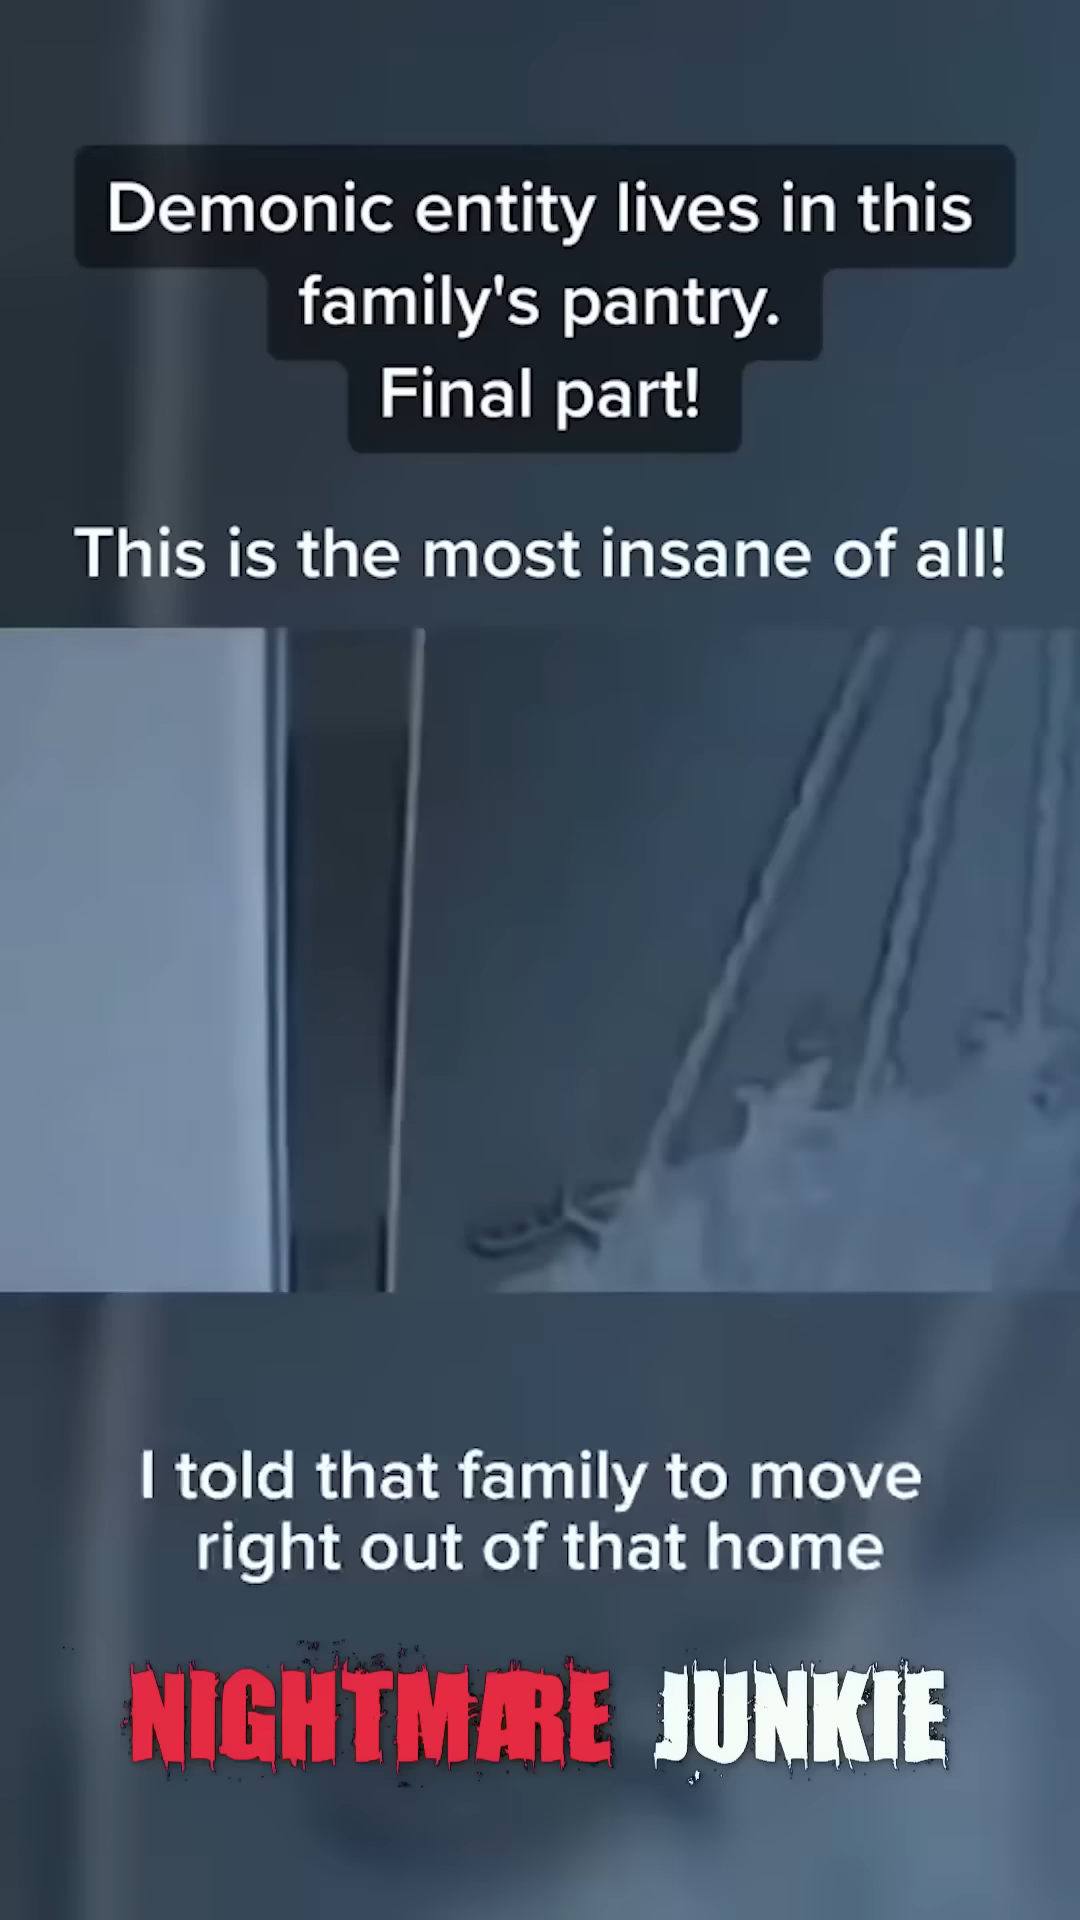 Demonic entity lives in this
family's pantry.
Final part!
This is the most insane of all!
I told that family to move
right out of that home
NIGHTMARE JUNKIE